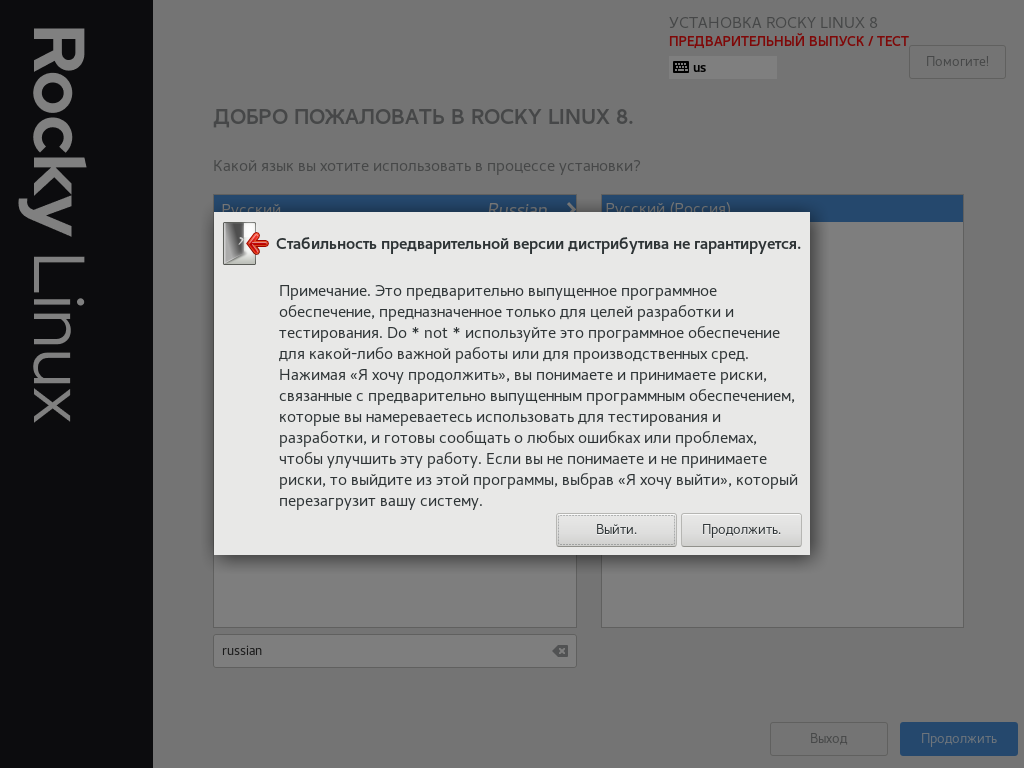 Rocky Linux
УСТАНОВКА ROCKY LINUX 8
ПРЕДВАРИТЕЛЬНЫЙ ВЫПУСК / ТЕСТ
us
Помогите!
ДОБРО ПОЖАЛОВАТЬ В ROCKY LINUX 8.
Какой язык вы хотите использовать в процессе установки?
Русский Russian
Русский (Россия)
Стабильность предварительной версии дистрибутива не гарантируется.
Примечание. Это предварительно выпущенное программное
обеспечение, предназначенное только для целей разработки и
тестирования. Do * not * используйте это программное обеспечение
для какой-либо важной работы или для производственных сред.
Нажимая «Я хочу продолжить», вы понимаете и принимаете риски,
связанные с предварительно выпущенным программным обеспечением,
которые вы намереваетесь использовать для тестирования и
разработки, и готовы сообщать о любых ошибках или проблемах,
чтобы улучшить эту работу. Если вы не понимаете и не принимаете
риски, то выйдите из этой программы, выбрав «Я хочу выйти», который
перезагрузит вашу систему.
Выйти.
Продолжить.
russian
Выход
Продолжить